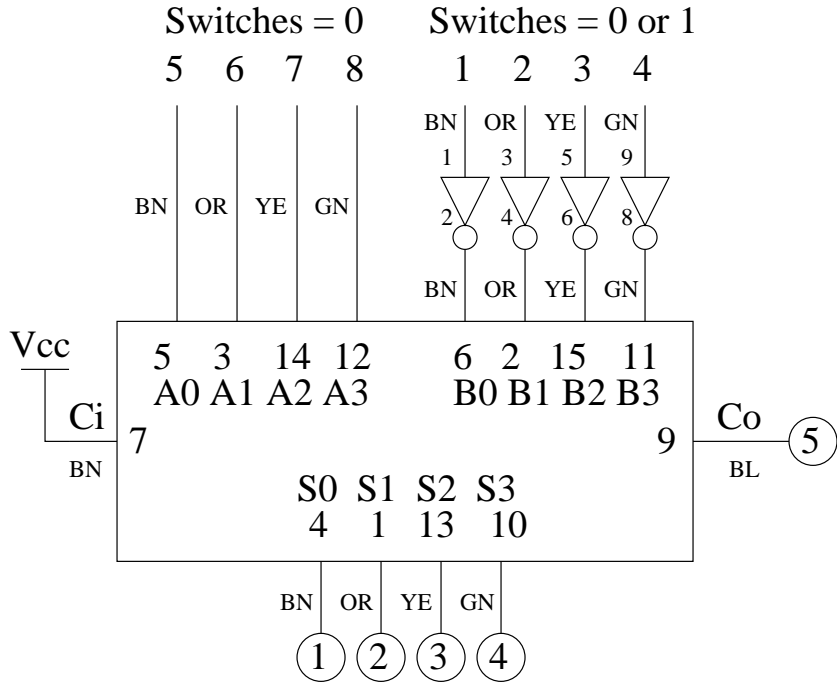 Switches = 0 Switches = 0 or 1
5 6 7 8 1 2 3 4
BN OR YE GN
1 3 5 9
BN OR YE GN
2 4 6 8
BN OR YE GN
Vcc
5 3 14 12 6 2 15 11
A0 A1 A2 A3 B0 B1 B2 B3
Ci Co
7 9 5
BN BL
S0 S1 S2 S3
4 1 13 10
BN OR YE GN
1 2 3 4